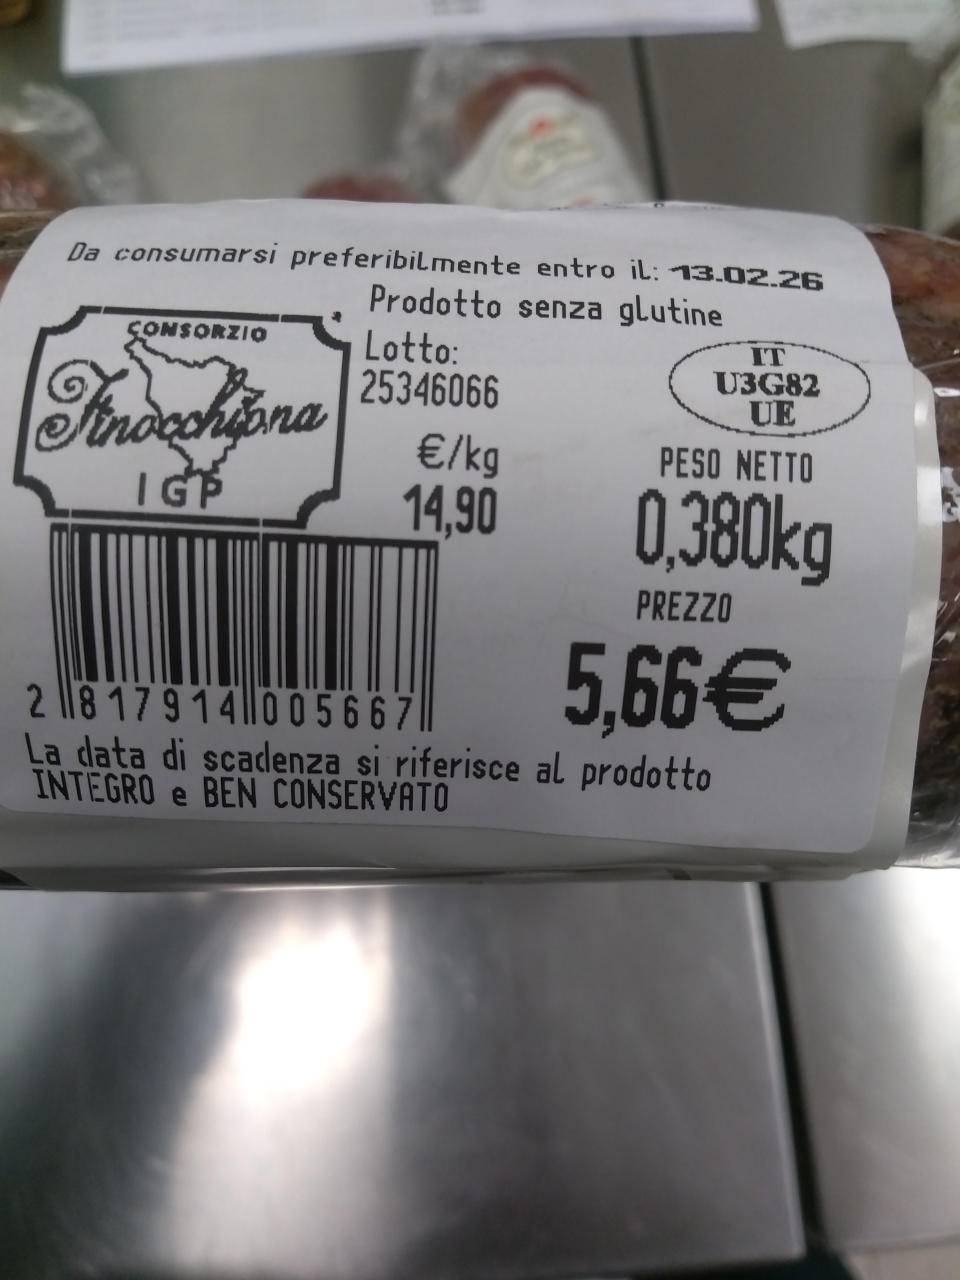 Da consumarsi preferibilmente entro il: 13.02.26
Prodotto senza glutine
CONSORZIO
Finocchiona
IGP
Lotto:
25346066
€/kg
14,90
IT
U3G82
UE
PESO NETTO
0,380kg
PREZZO
5,66€
2 817914 005667
La data di scadenza si riferisce al prodotto
INTEGRO e BEN CONSERVATO